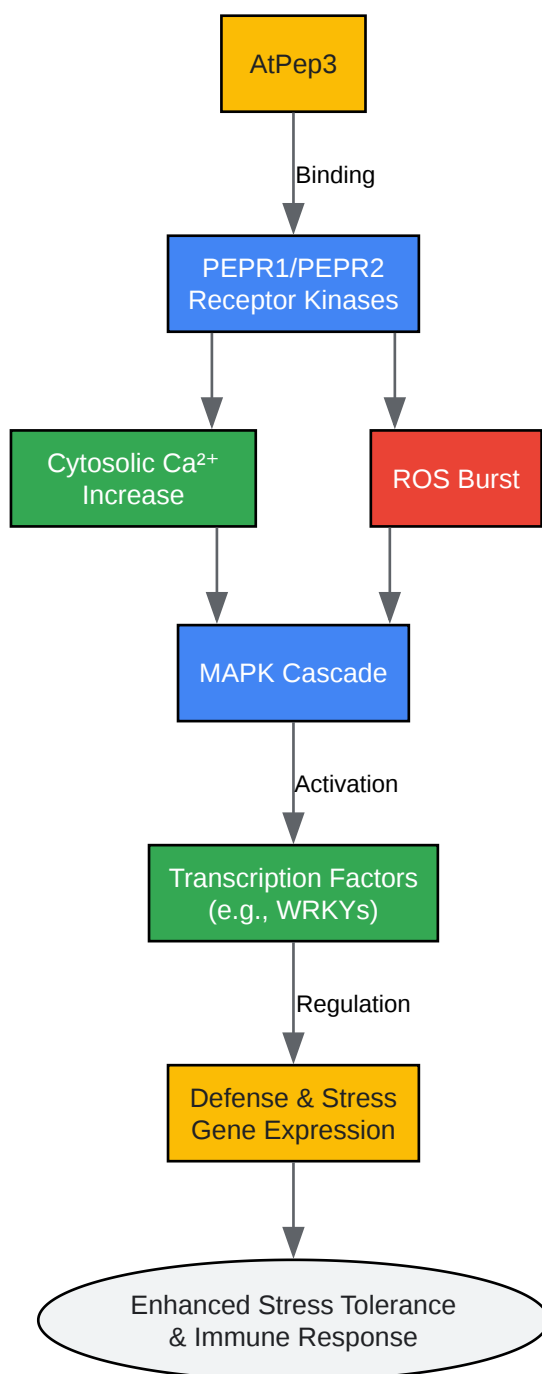 AtPep3
Binding
PEPR1/PEPR2
Receptor Kinases
Cytosolic Ca²⁺
Increase
ROS Burst
MAPK Cascade
Activation
Transcription Factors
(e.g., WRKYs)
Regulation
Defense & Stress
Gene Expression
Enhanced Stress Tolerance
& Immune Response